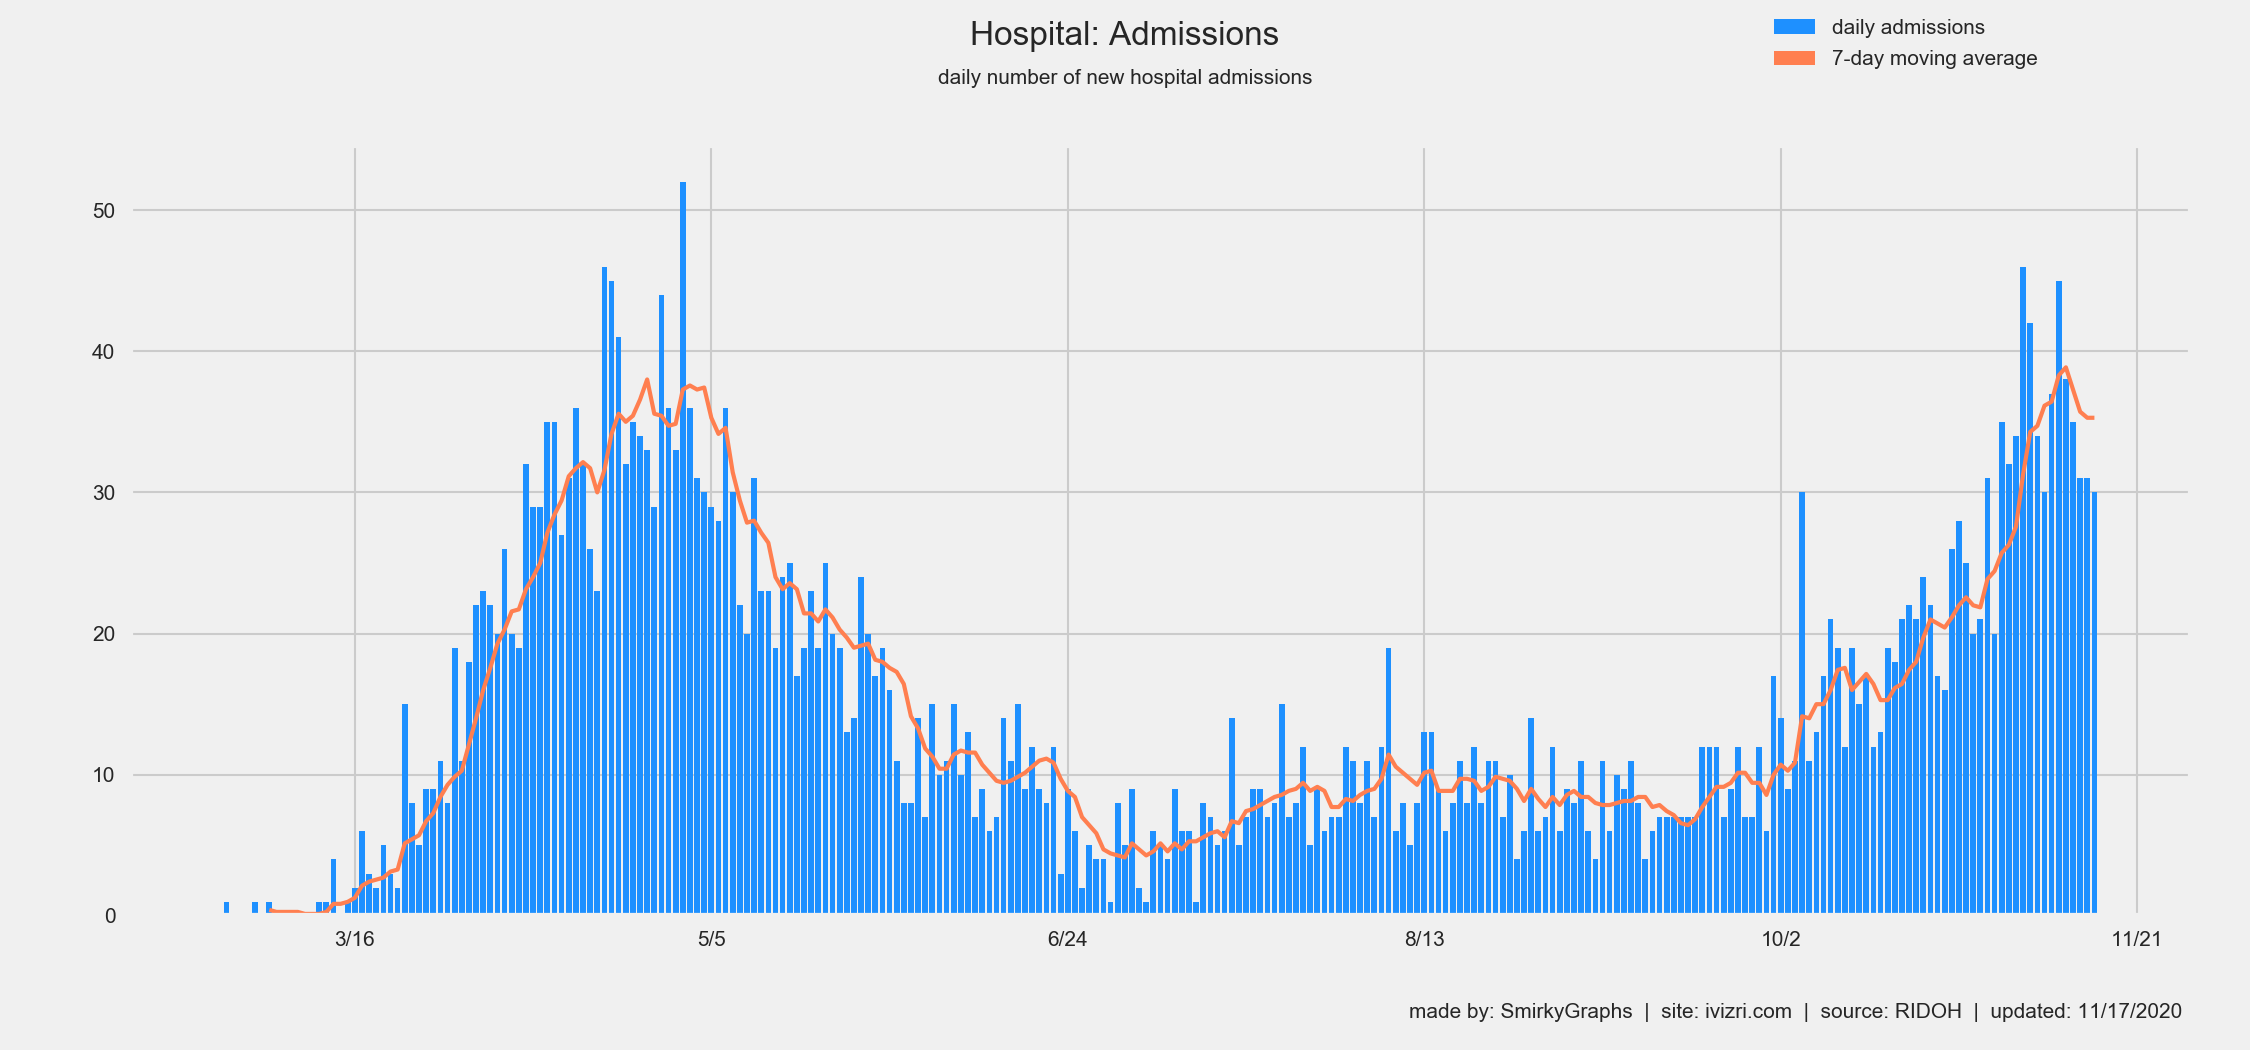 Hospital: Admissions
daily number of new hospital admissions
daily admissions
7-day moving average
50
40
30
20
10
0
3/16 5/5 6/24 8/13 10/2 11/21
made by: SmirkyGraphs | site: ivizri.com | source: RIDOH | updated: 11/17/2020